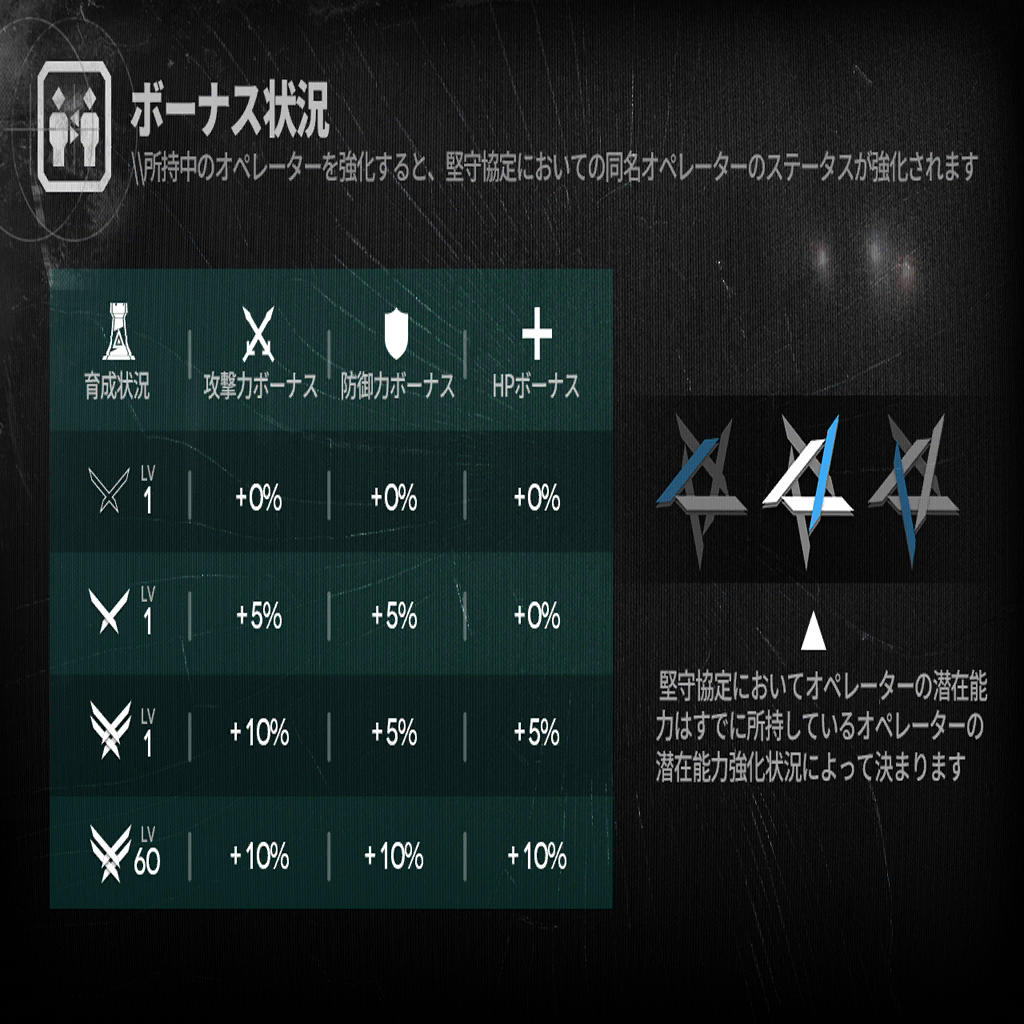 ボーナス状況
\\所持中のオペレーターを強化すると、堅守協定においての同名オペレーターのステータスが強化されます
育成状況 攻撃力ボーナス 防御力ボーナス HPボーナス
LV
1 +0% +0% +0%
LV
1 +5% +5% +0%
LV
1 +10% +5% +5%
LV
60 +10% +10% +10%
堅守協定においてオペレーターの潜在能
力はすでに所持しているオペレーターの
潜在能力強化状況によって決まります